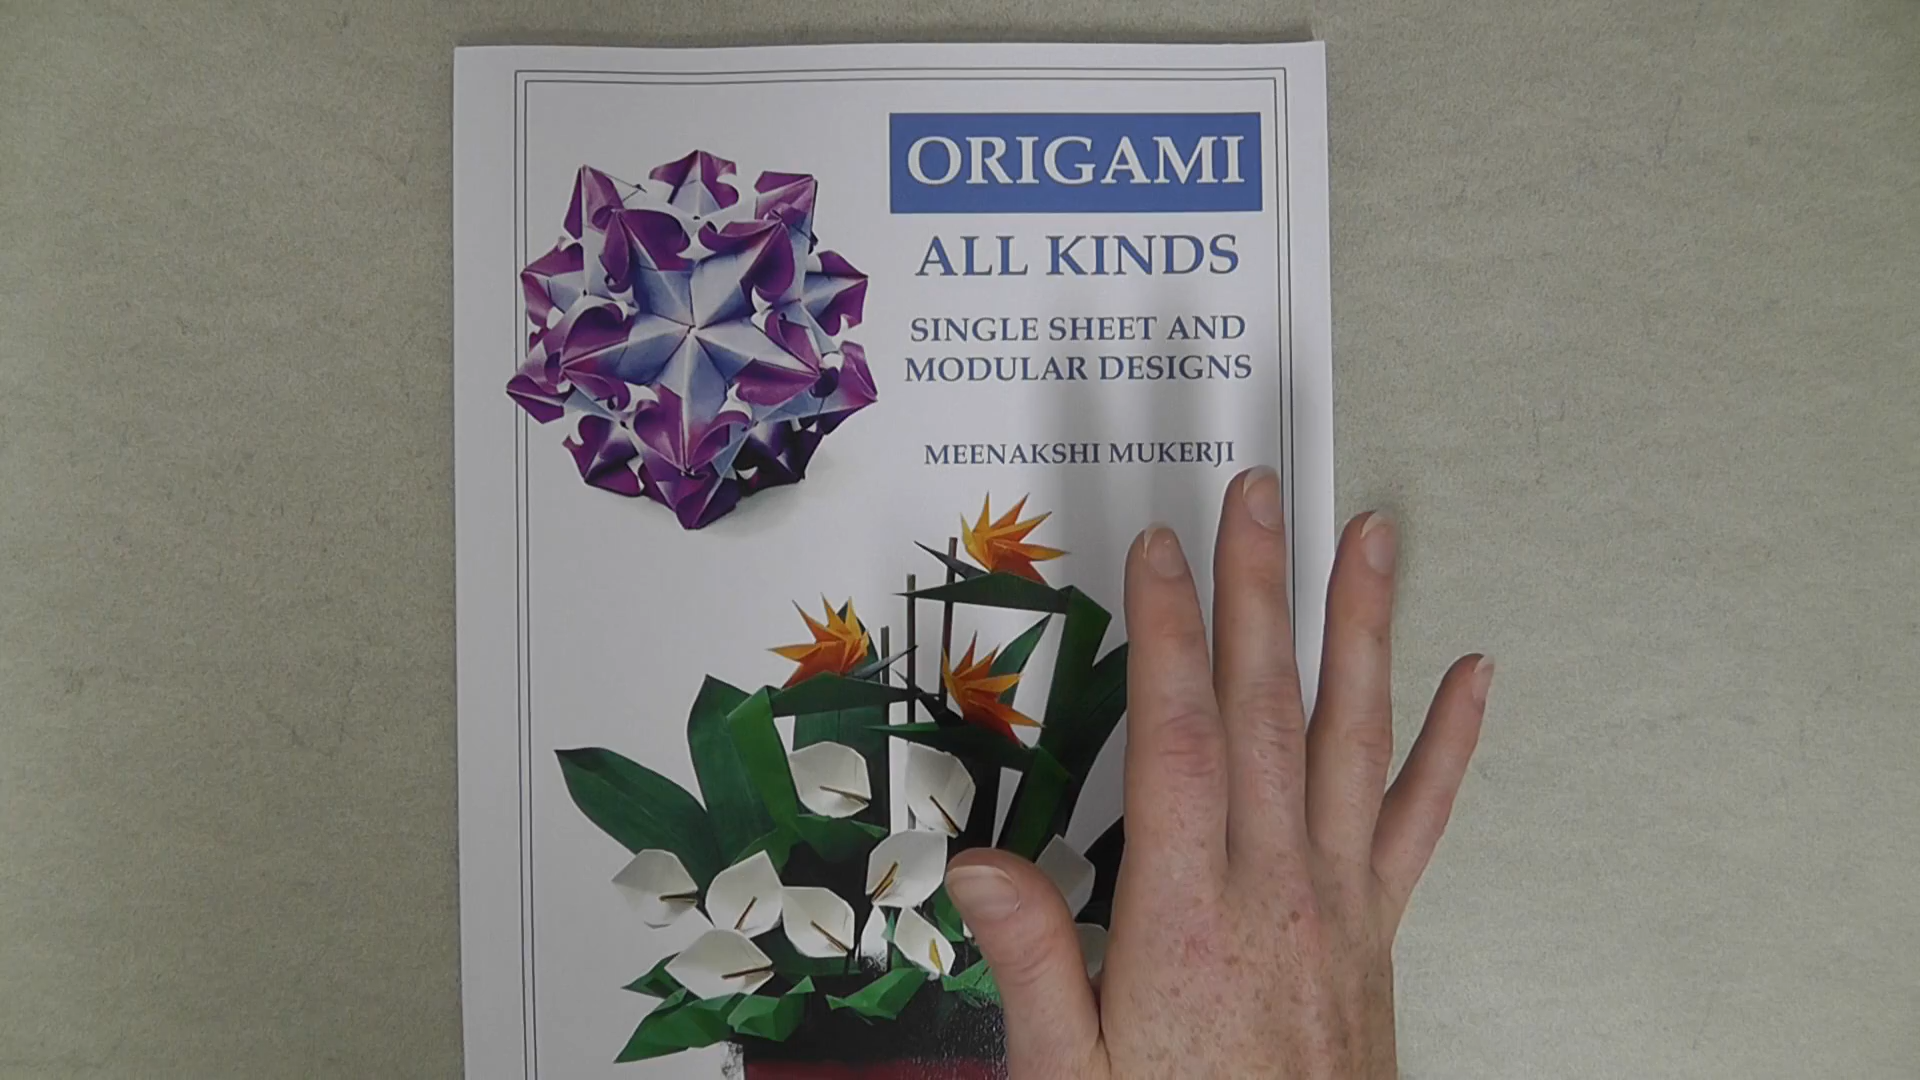 ORIGAMI
ALL KINDS
SINGLE SHEET AND
MODULAR DESIGNS
MEENAKSHI MUKERJI